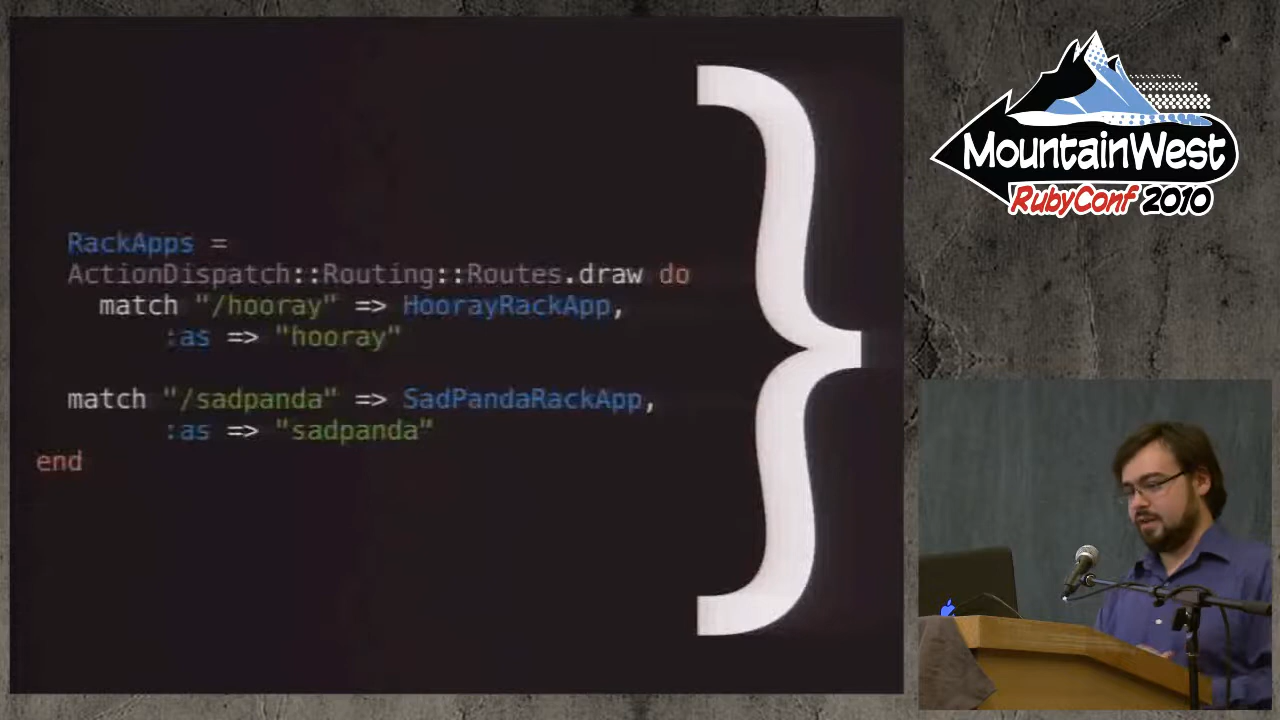 RackApps =
ActionDispatch::Routing::Routes.draw do
match "/hooray" => HoorayRackApp,
:as => "hooray"
match "/sadpanda" => SadPandaRackApp,
:as => "sadpanda"
end
}
MountainWest
RubyConf 2010